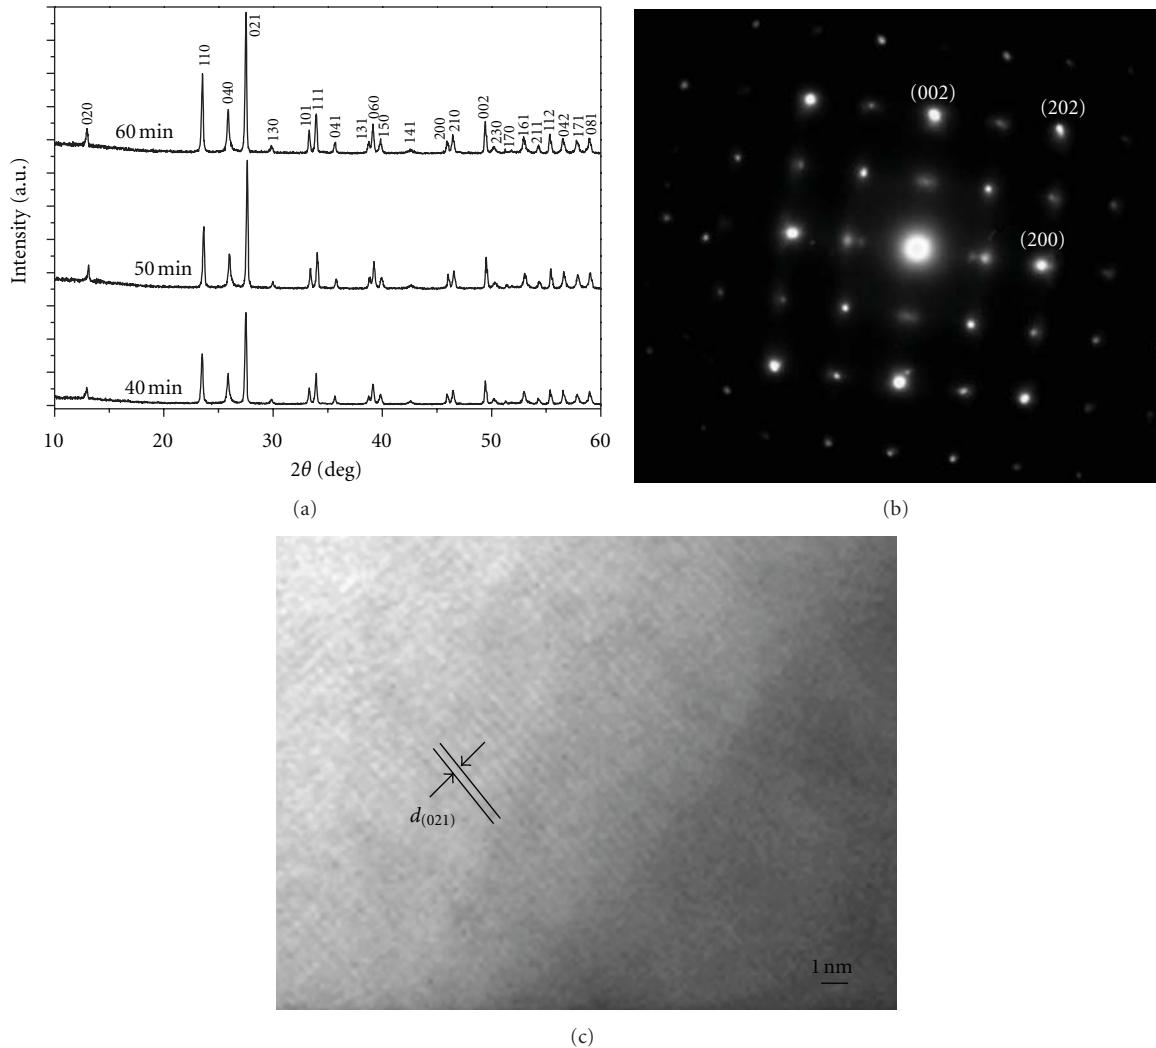 020
110
040
021
130
101
111
041
131
060
150
141
200
210
002
230
170
161
211
112
042
171
081
60 min
50 min
40 min
Intensity (a.u.)
10 20 30 40 50 60
2θ (deg)
(a)
(002)
(202)
(200)
(b)
d(021)
1 nm
(c)